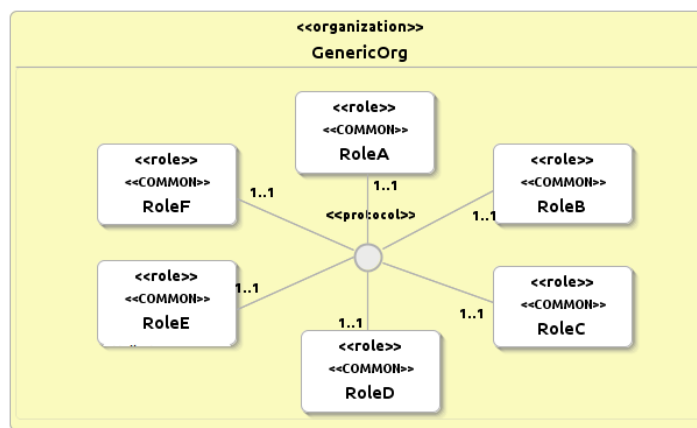 <<organization>>
GenericOrg
<<role>>
<<COMMON>>
RoleA
<<role>>
<<COMMON>>
RoleF
<<role>>
<<COMMON>>
RoleB
1..1
1..1
1..1
<<protocol>>
<<role>>
<<COMMON>>
RoleE
<<role>>
<<COMMON>>
RoleC
1..1
1..1
1..1
<<role>>
<<COMMON>>
RoleD